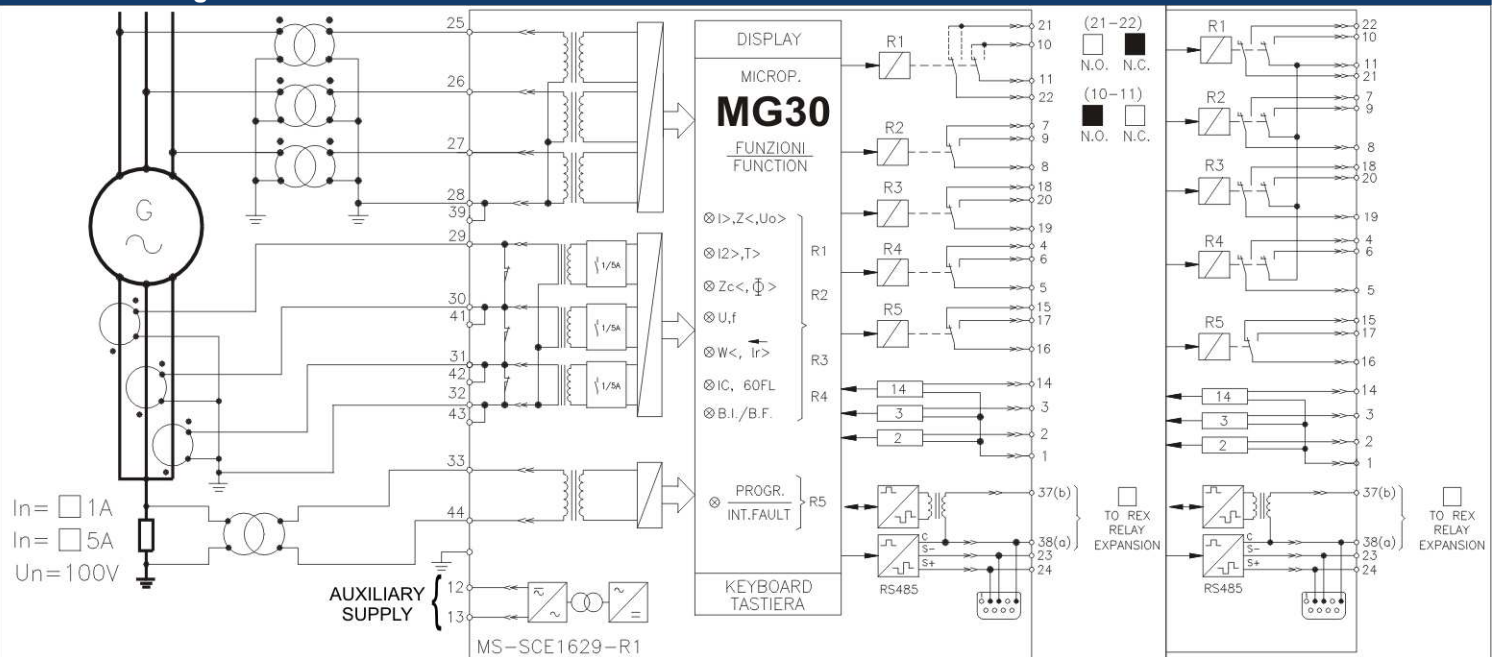 25
26
27
28
39
29
30
41
31
42
32
43
33
44
12
13
G
In= 1A
In= 5A
Un=100V
AUXILIARY
SUPPLY
1/5A
1/5A
1/5A
MS-SCE1629-R1
DISPLAY
MICROP.
MG30
FUNZIONI
FUNCTION
I>,Z<,Uo>
I2>,T>
Zc<,Φ>
U,f
W<, Ir>
IC, 60FL
B.I./B.F.
R1
R2
R3
R4
PROGR.
INT.FAULT
R5
KEYBOARD
TASTIERA
R1
21
10
11
22
R2
7
9
8
R3
18
20
19
R4
4
6
5
R5
15
17
16
14
14
3
3
2
2
1
37(b)
38(a)
C
S-
23
S+
24
RS485
TO REX
RELAY
EXPANSION
(21-22)
N.O. N.C.
(10-11)
N.O. N.C.
R1
22
10
11
21
R2
7
9
8
R3
18
20
19
R4
4
6
5
R5
15
17
16
14
14
3
3
2
2
1
37(b)
38(a)
C
S-
23
S+
24
RS485
TO REX
RELAY
EXPANSION